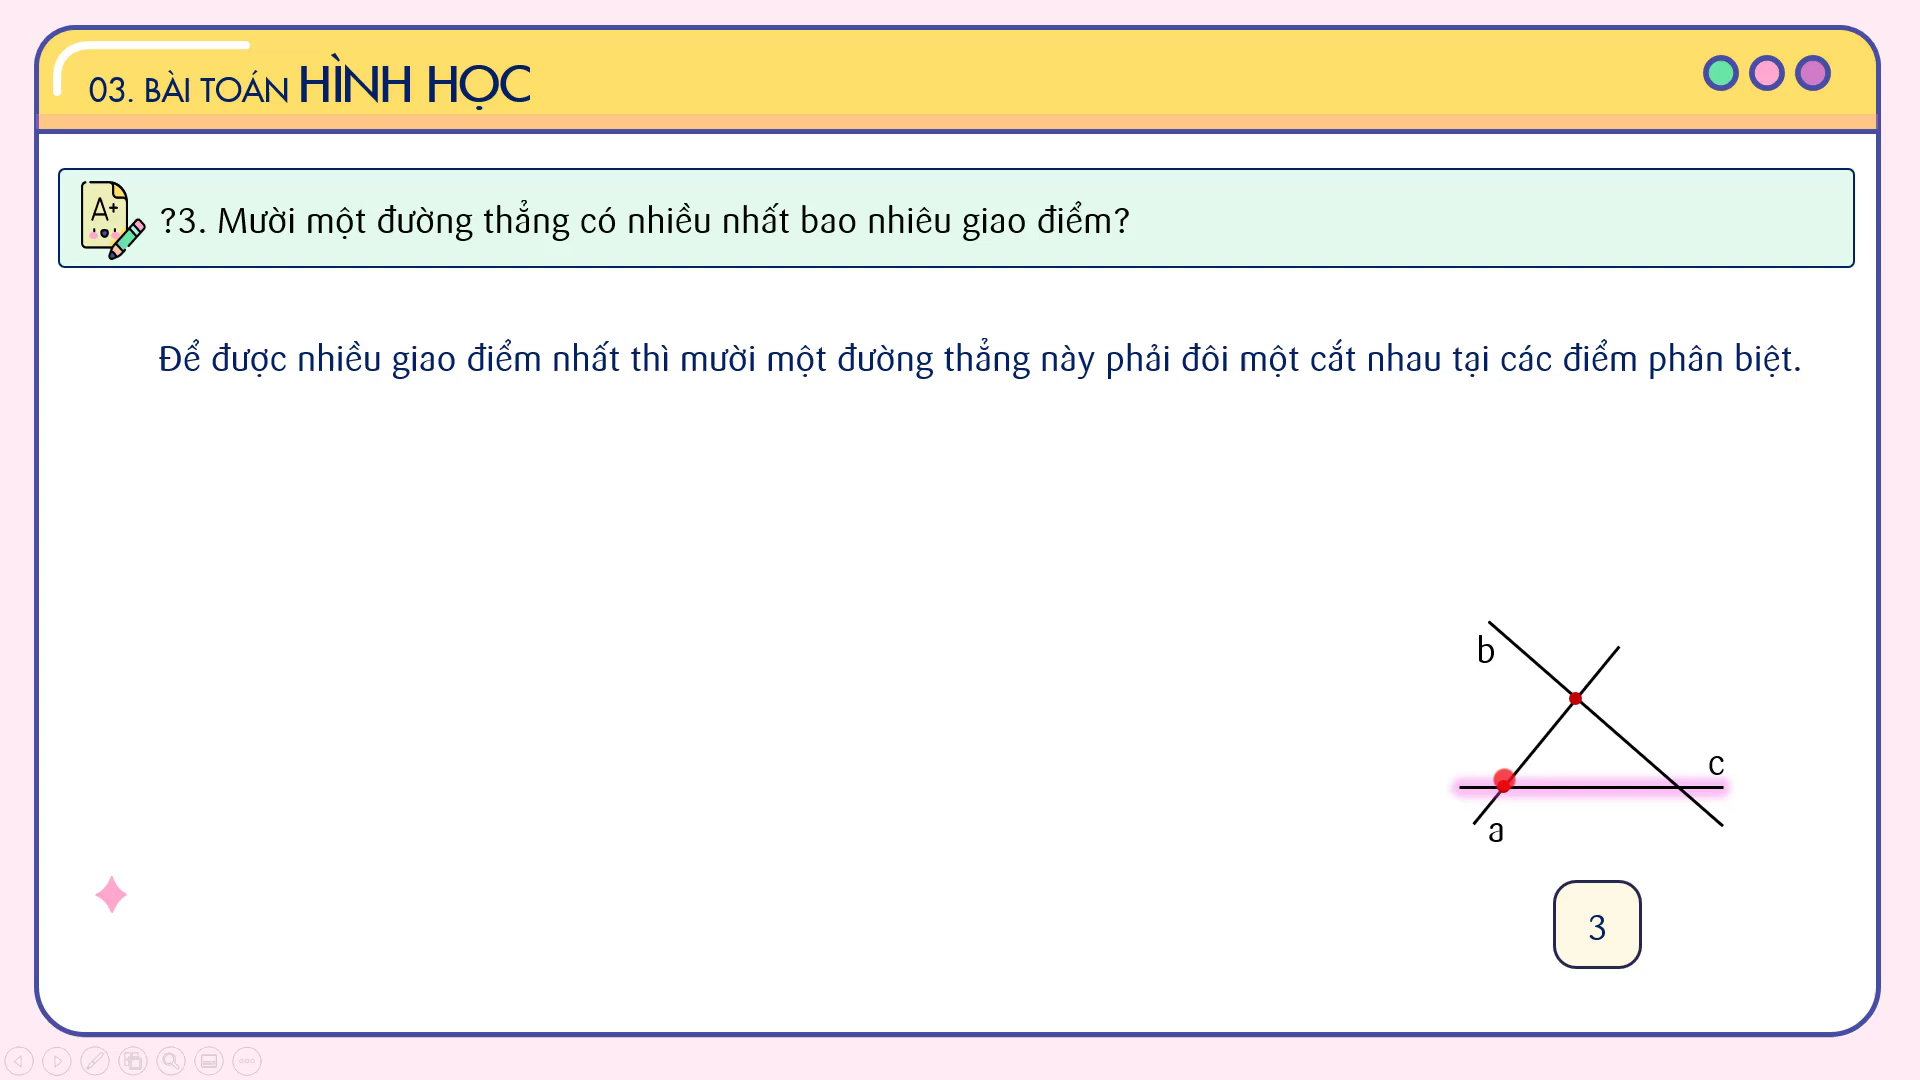 03. BÀI TOÁN HÌNH HỌC
A+
?3. Mười một đường thẳng có nhiều nhất bao nhiêu giao điểm?
Để được nhiều giao điểm nhất thì mười một đường thẳng này phải đôi một cắt nhau tại các điểm phân biệt.
b
c
a
3